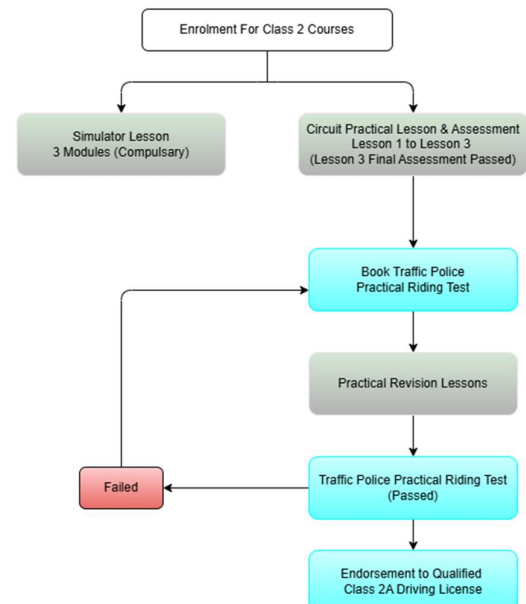 Enrolment For Class 2 Courses
Simulator Lesson
3 Modules (Compulsary)
Circuit Practical Lesson & Assessment
Lesson 1 to Lesson 3
(Lesson 3 Final Assessment Passed)
Book Traffic Police
Practical Riding Test
Practical Revision Lessons
Failed
Traffic Police Practical Riding Test
(Passed)
Endorsement to Qualified
Class 2A Driving License